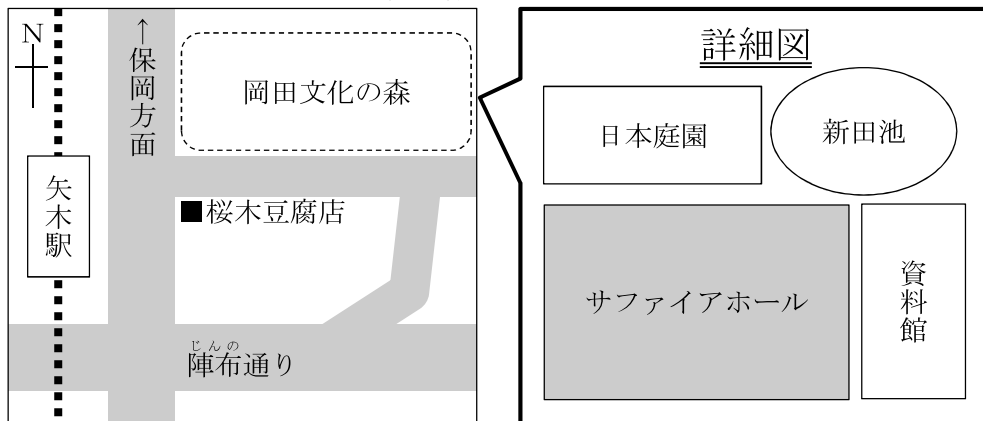 N
↑保岡方面
岡田文化の森
矢木駅
■桜木豆腐店
じんの
陣布通り
詳細図
日本庭園
新田池
サファイアホール
資料館